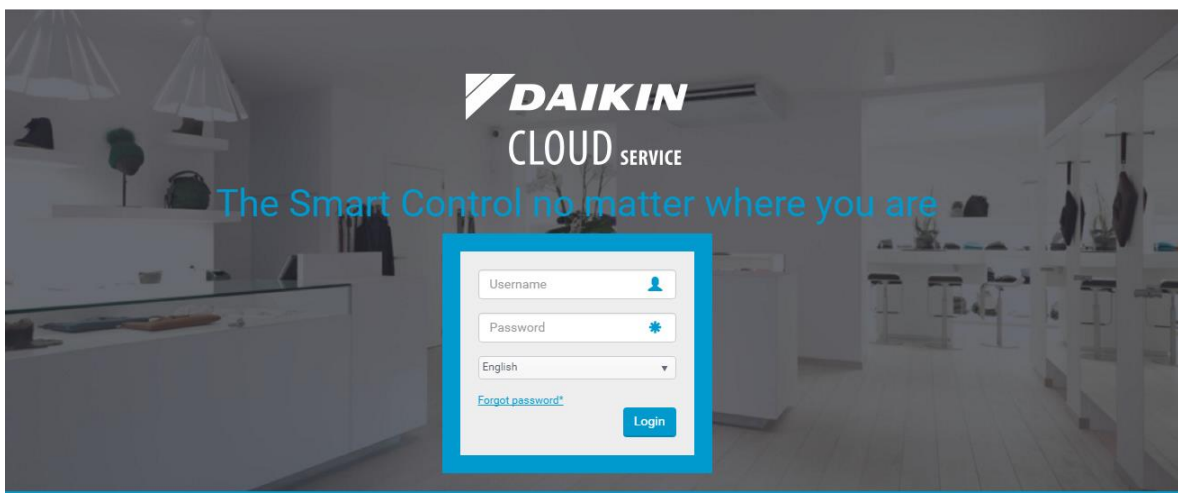 DAIKIN
CLOUD SERVICE
The Smart Control no matter where you are
Username
Password
English
Forgot password*
Login